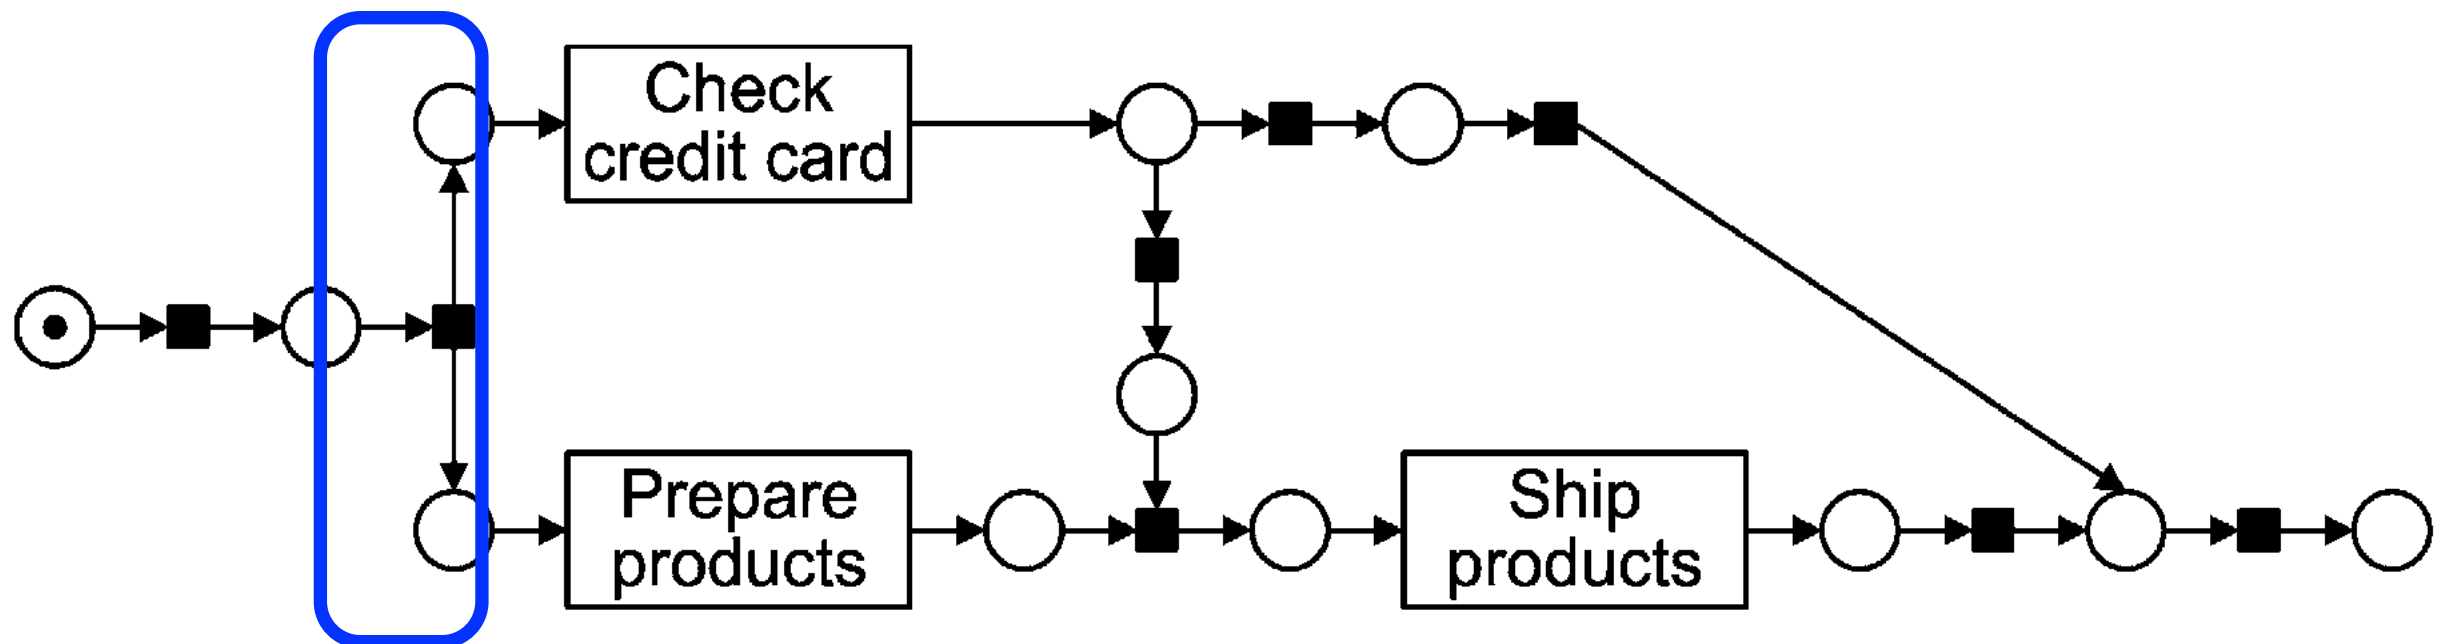 Check
credit card
Prepare
products
Ship
products